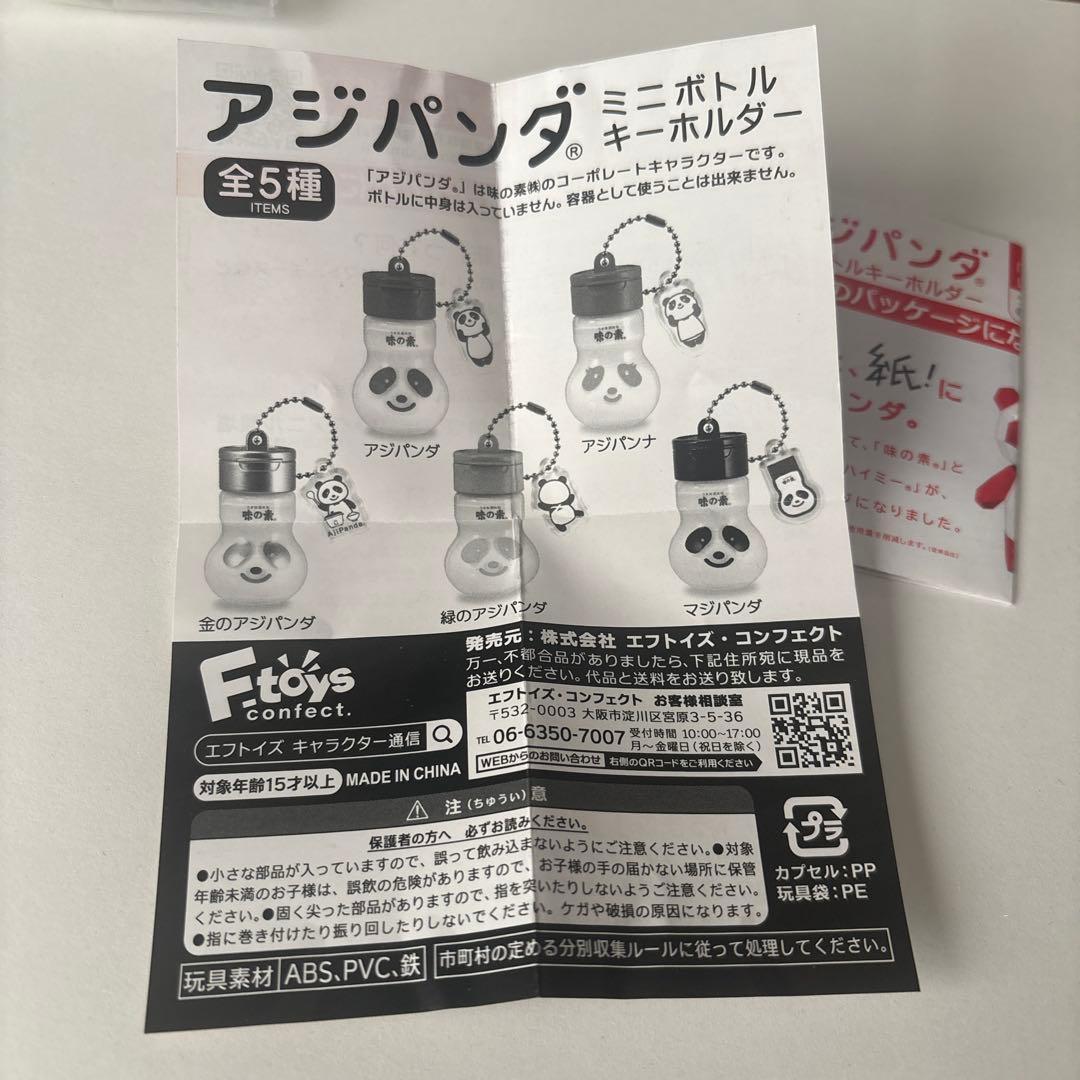 アジパンダ® ミニボトル
キーホルダー
全5種
ITEMS
「アジパンダ®」は味の素㈱のコーポレートキャラクターです。
ボトルに中身は入っていません。容器として使うことは出来ません。
味の素®
味の素®
アジパンダ
アジパンナ
味の素®
AjiPanda®
味の素®
味の素®
金のアジパンダ
緑のアジパンダ
マジパンダ
F-toys
confect.
エフトイズ キャラクター通信
対象年齢15才以上
MADE IN CHINA
発売元：株式会社 エフトイズ・コンフェクト
万一、不都合品がありましたら、下記住所宛に現品を
お送りください。代品と送料をお送り致します。
エフトイズ・コンフェクト お客様相談室
〒532-0003 大阪市淀川区宮原3-5-36
TEL 06-6350-7007 受付時間 10:00~17:00
月~金曜日(祝日を除く)
WEBからのお問い合わせ 右側のQRコードをご利用ください
⚠ 注(ちゅうい)意
保護者の方へ 必ずお読みください。
●小さな部品が入っていますので、誤って飲み込まないようにご注意ください。●対象
年齢未満のお子様は、誤飲の危険がありますので、お子様の手の届かない場所に保管
ください。●固く尖った部品がありますので、指を突いたりしないようご注意ください。
●指に巻き付けたり振り回したりしないでください。ケガや破損の原因になります。
プラ
カプセル：PP
玩具袋：PE
玩具素材 ABS、PVC、鉄
市町村の定める分別収集ルールに従って処理してください。
ジパンダ®
トルキーホルダー
のパッケージにな
、紙!に
ンダ。
て、「味の素®」と
ハイミー®」が、
ジになりました。